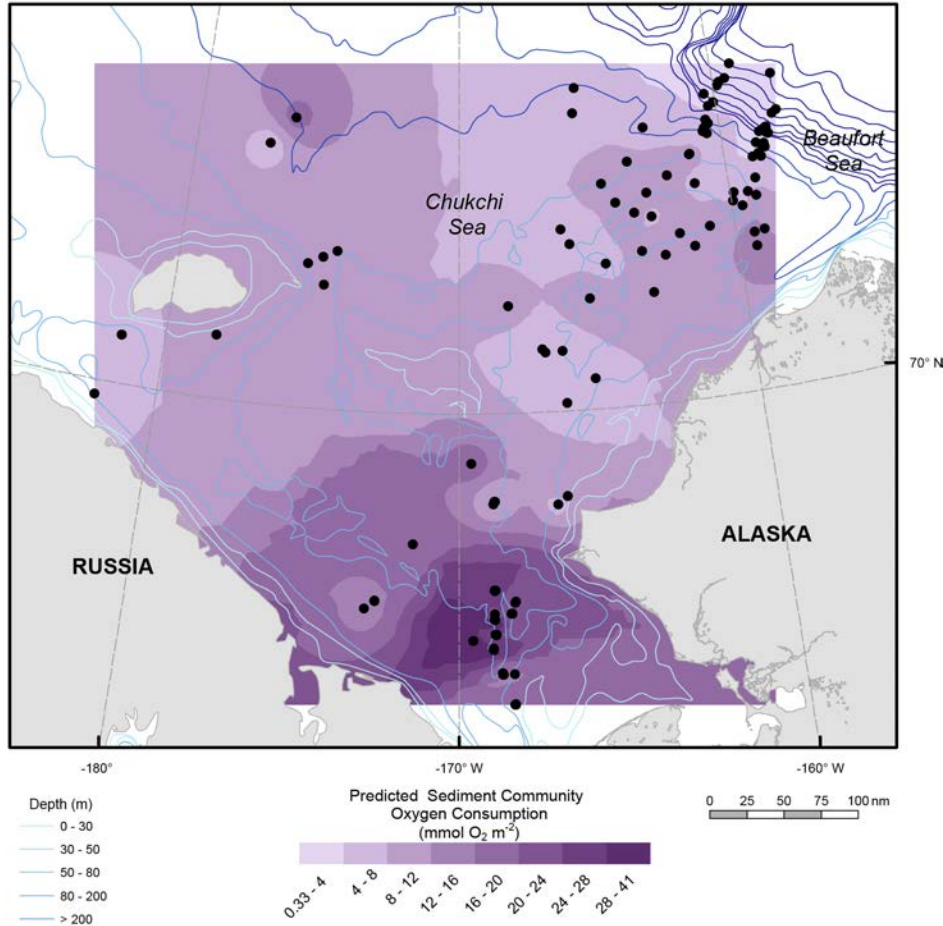 Beaufort
Sea
Chukchi
Sea
70° N
ALASKA
RUSSIA
-180°
-170° W
-160° W
Depth (m)
0 - 30
30 - 50
50 - 80
80 - 200
> 200
Predicted Sediment Community
Oxygen Consumption
(mmol O₂ m⁻²)
0.33 - 4
4 - 8
8 - 12
12 - 16
16 - 20
20 - 24
24 - 28
28 - 41
0 25 50 75 100 nm